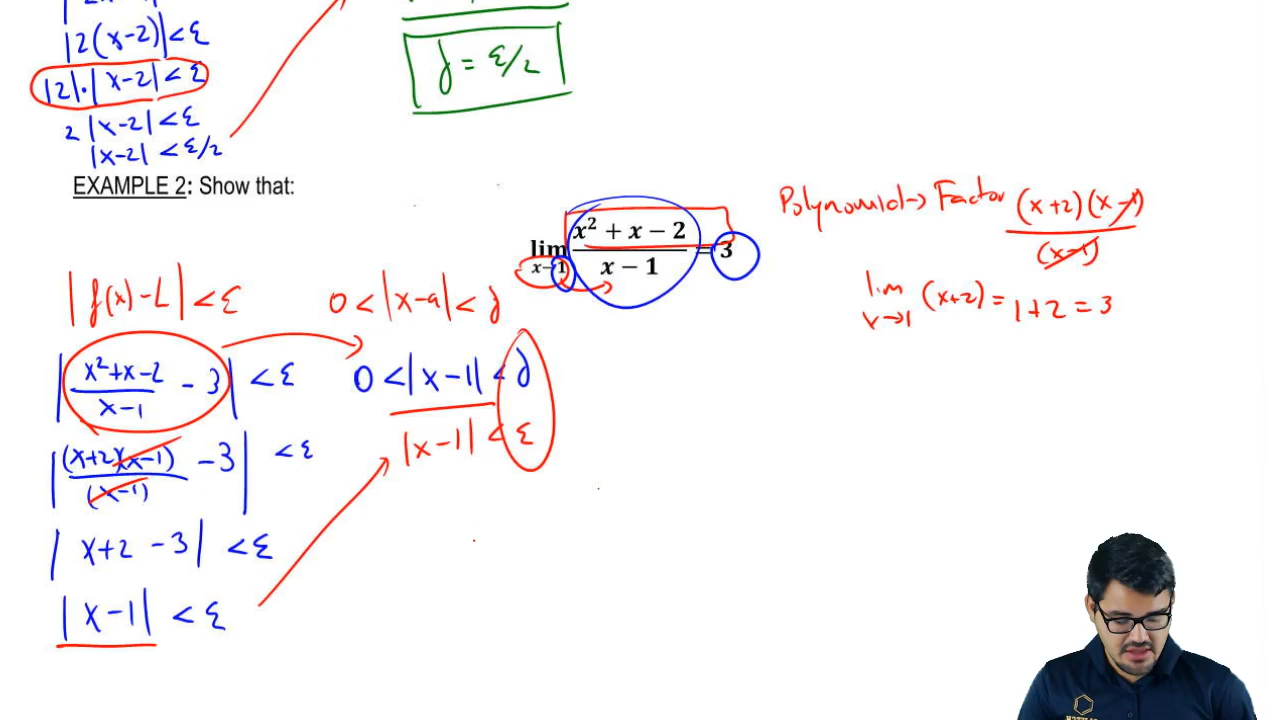 |2(x-2)| < ε
|2|·|x-2| < ε
2|x-2| < ε
|x-2| < ε/2
δ = ε/2
EXAMPLE 2: Show that:
lim x→1 (x² + x − 2)/(x − 1) = 3
Polynomial → Factor (x+2)(x-1)/(x-1)
lim x→1 (x+2) = 1+2 = 3
|f(x)-L| < ε 0 < |x-a| < δ
|(x²+x-2)/(x-1) - 3| < ε 0 < |x-1| < δ
|(x+2)(x-1)/(x-1) - 3| < ε |x-1| < ε
|x+2 -3| < ε
|x-1| < ε